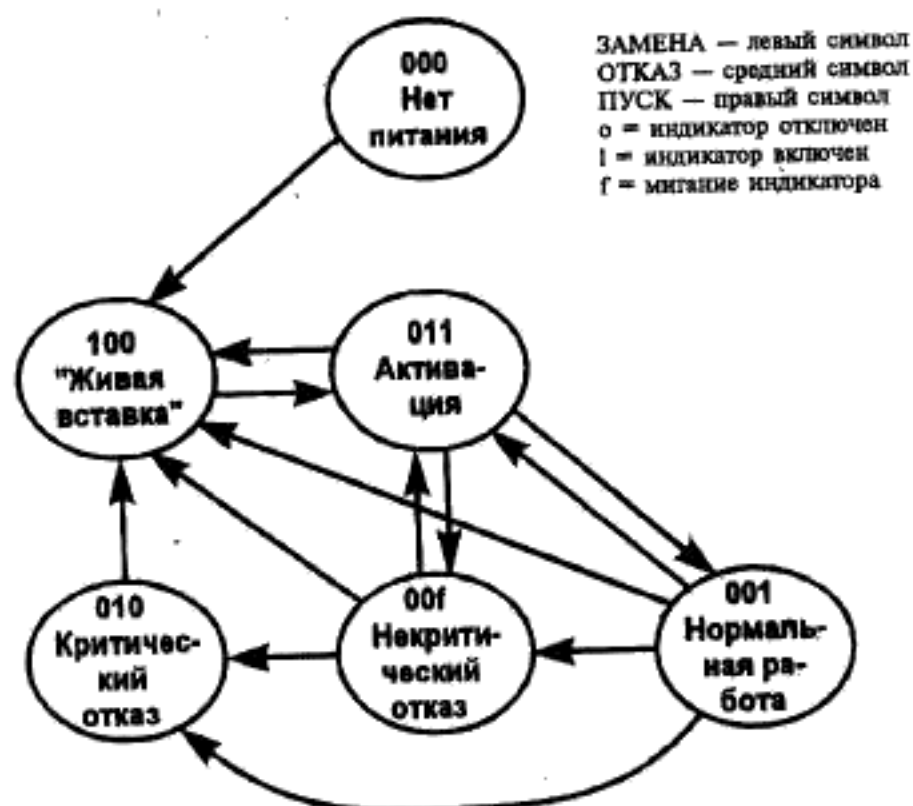 000
Нет
питания
ЗАМЕНА — левый символ
ОТКАЗ — средний символ
ПУСК — правый символ
o = индикатор отключен
l = индикатор включен
f = мигание индикатора
100
"Живая
вставка"
011
Актива-
ция
010
Критичес-
кий
отказ
00f
Некрити-
ческий
отказ
001
Нормаль-
ная ра-
бота